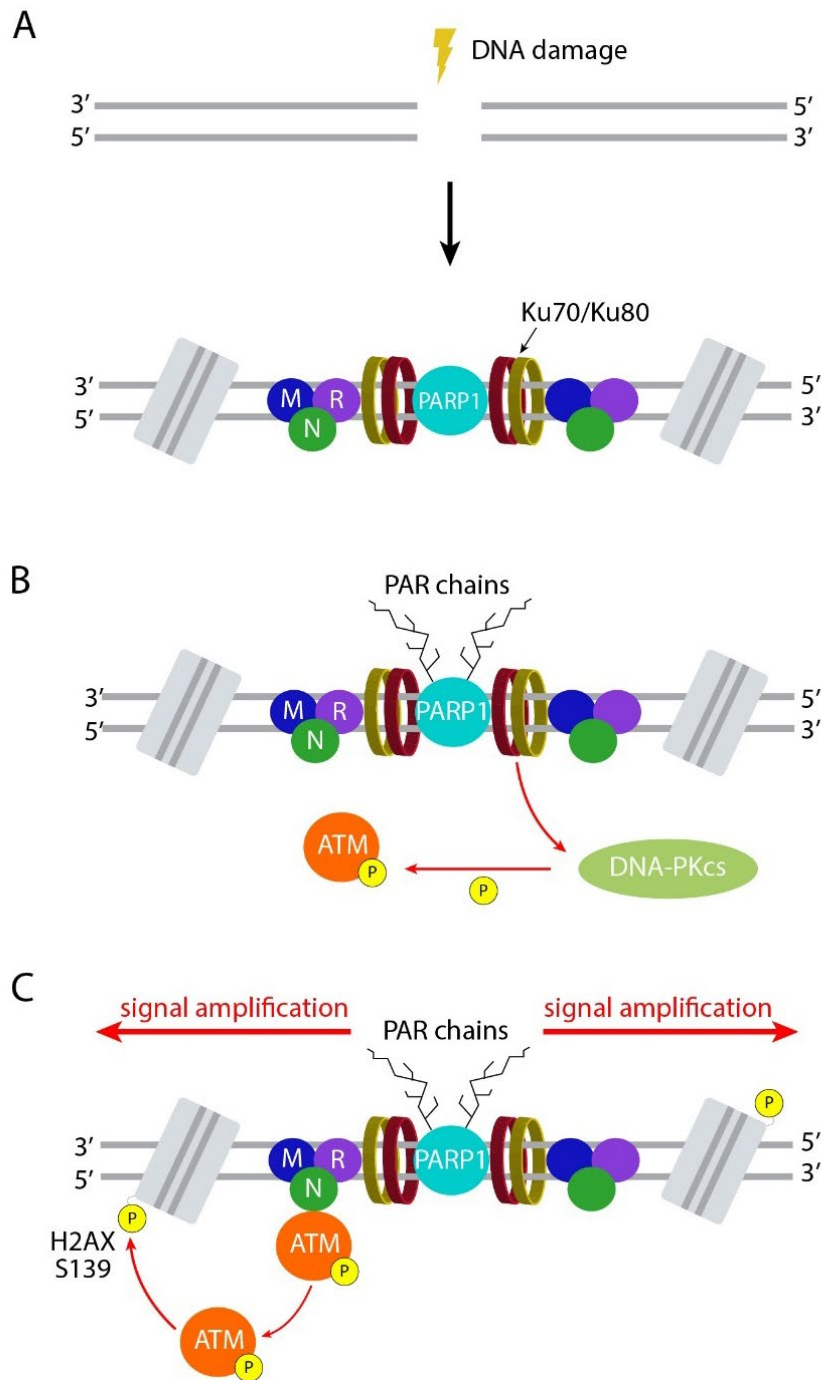 A
DNA damage
3’ 5’
5’ 3’
Ku70/Ku80
3’ M R PARP1 5’
5’ N 3’
B
PAR chains
3’ M R PARP1 5’
5’ N 3’
ATM P P DNA-PKcs
C
signal amplification signal amplification
PAR chains
P
3’ M R PARP1 5’
5’ N 3’
P
H2AX
S139
ATM
P
ATM
P